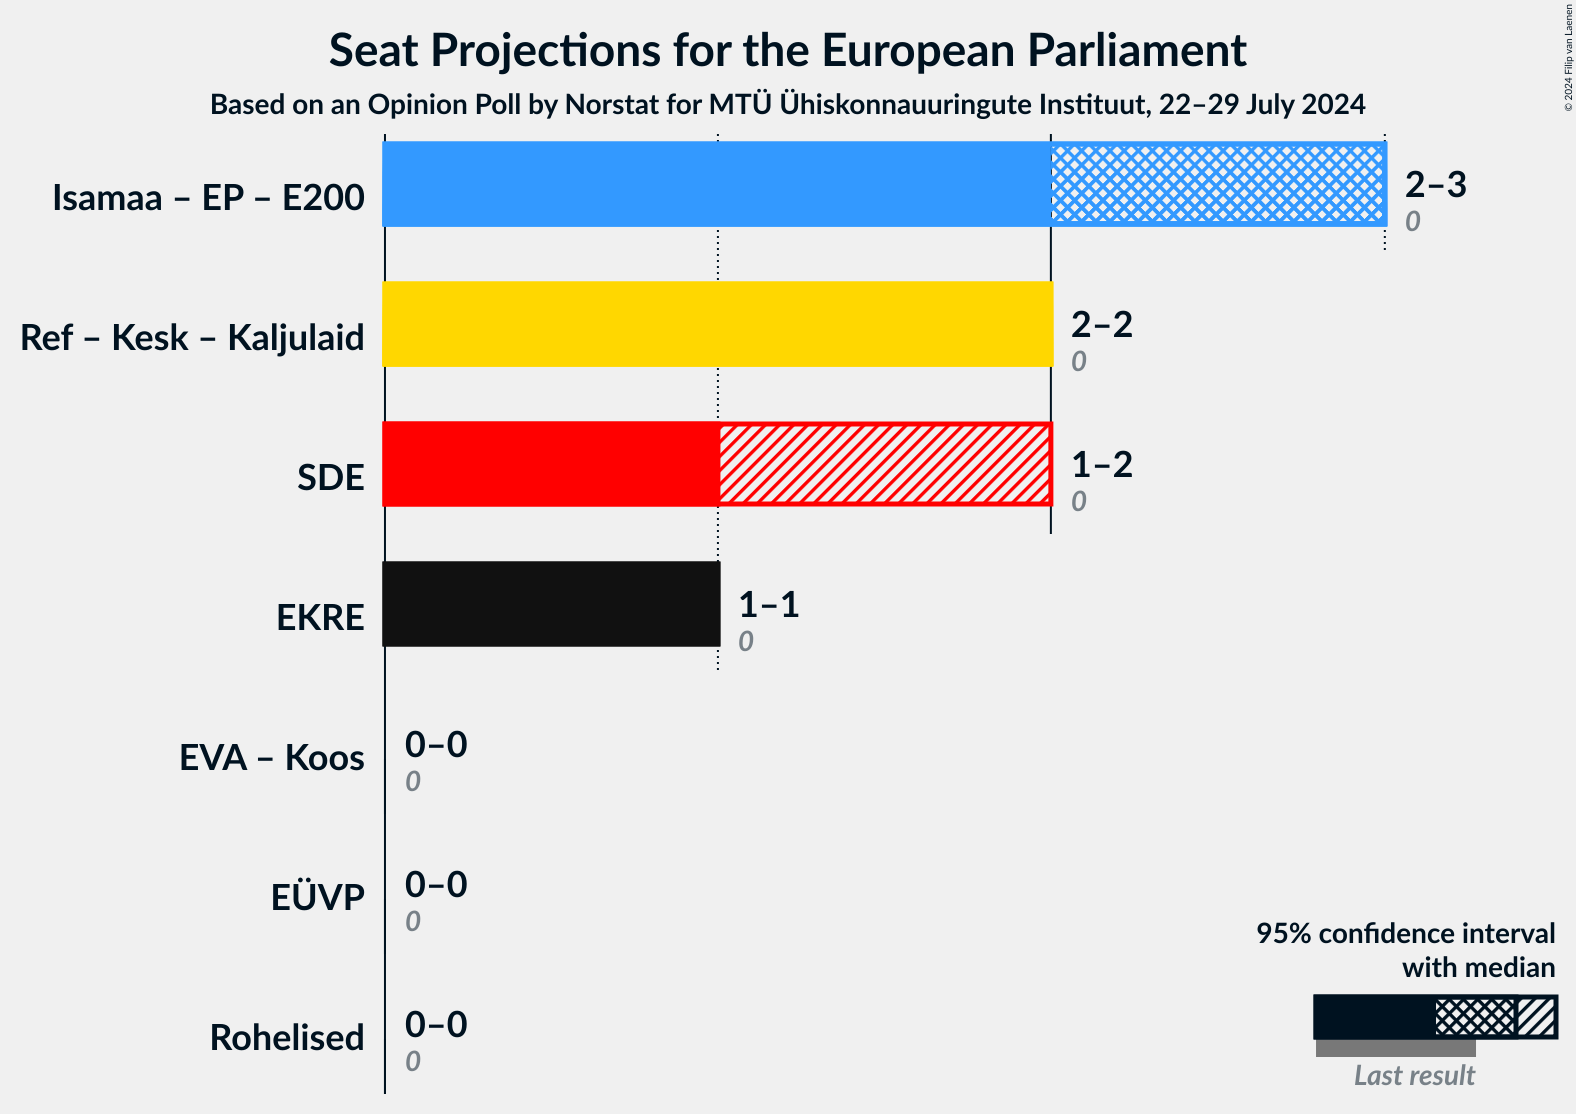 Seat Projections for the European Parliament
Based on an Opinion Poll by Norstat for MTÜ Ühiskonnauuringute Instituut, 22–29 July 2024
© 2024 Filip van Laenen
Isamaa – EP – E200
2–3
0
Ref – Kesk – Kaljulaid
2–2
0
SDE
1–2
0
EKRE
1–1
0
EVA – Koos
0–0
0
EÜVP
0–0
0
Rohelised
0–0
0
95% confidence interval
with median
Last result